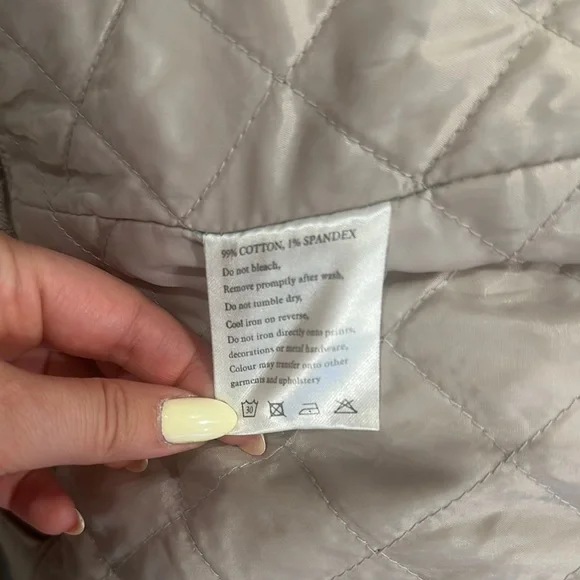 99% COTTON, 1% SPANDEX
Do not bleach,
Remove promptly after wash,
Do not tumble dry,
Cool iron on reverse,
Do not iron directly onto prints,
decorations or metal hardware,
Colour may transfer onto other
garments and upholstery
30